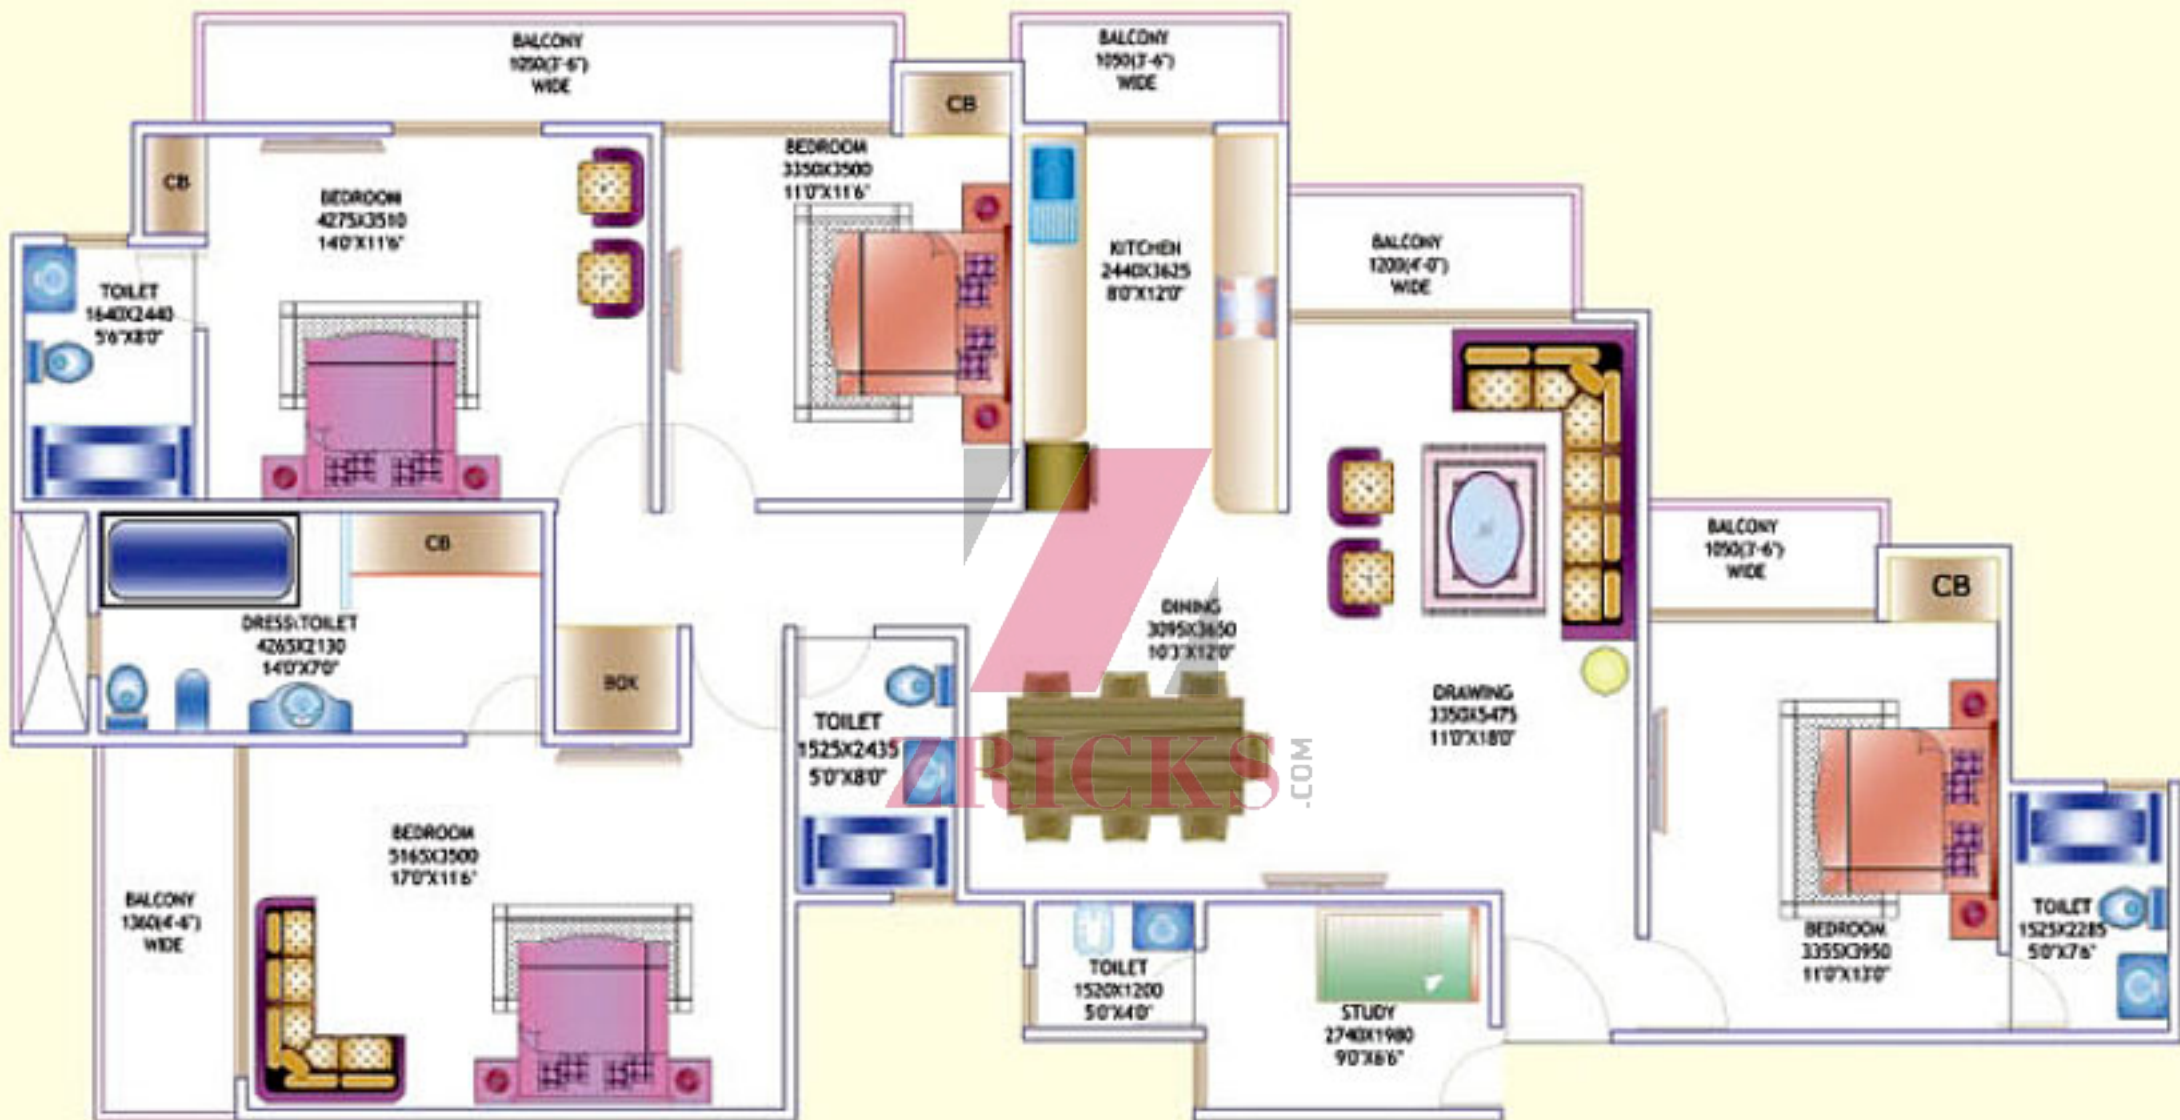 BALCONY
1050(3'-6")
WIDE
BALCONY
1050(3'-6")
WIDE
CB
CB
BEDROOM
4275X3510
14'0"X11'6"
BEDROOM
3350X3500
11'0"X11'6"
KITCHEN
2440X3625
8'0"X12'0"
BALCONY
1200(4'-0")
WIDE
TOILET
1640X2440
5'6"X8'0"
CB
DRESS\TOILET
4265X2130
14'0"X7'0"
BOX
DINING
3095X3650
10'3"X12'0"
BALCONY
1050(3'-6")
WIDE
CB
DRAWING
3350X5475
11'0"X18'0"
TOILET
1525X2435
5'0"X8'0"
ZRICKS
.COM
BEDROOM
5165X3500
17'0"X11'6"
BALCONY
1360(4'-6")
WIDE
TOILET
1520X1200
5'0"X4'0"
STUDY
2740X1980
9'0"X6'6"
BEDROOM
3355X3950
11'0"X13'0"
TOILET
1525X2285
5'0"X7'6"